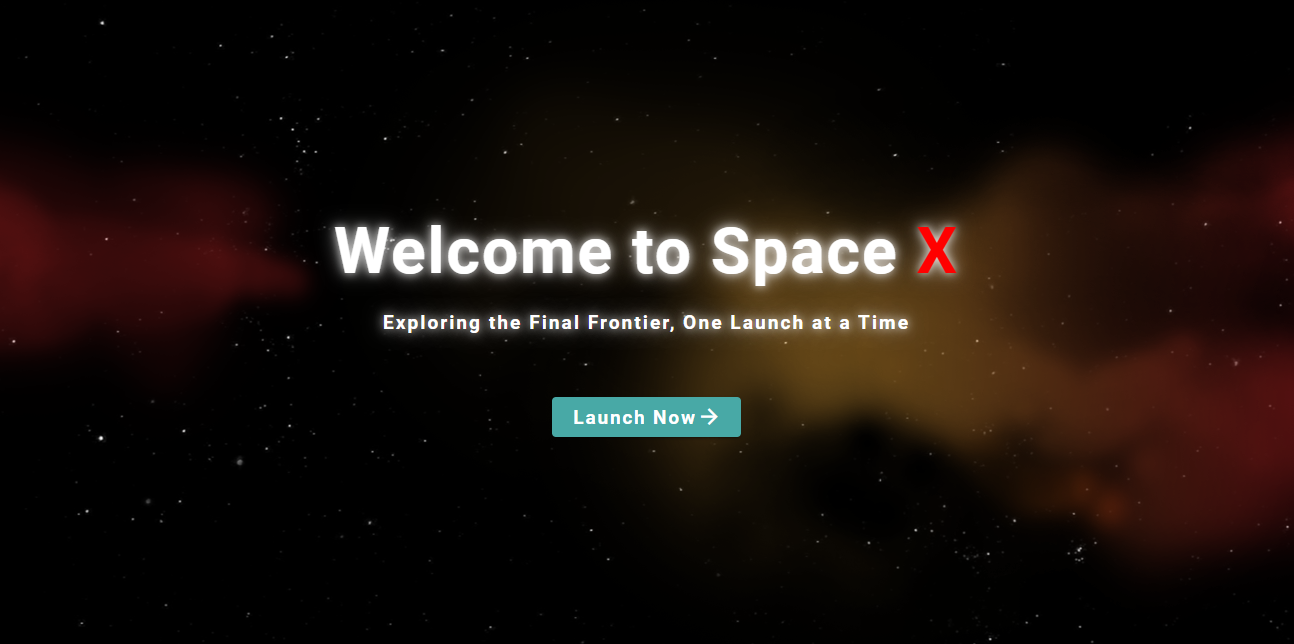 Welcome to Space X
Exploring the Final Frontier, One Launch at a Time
Launch Now →